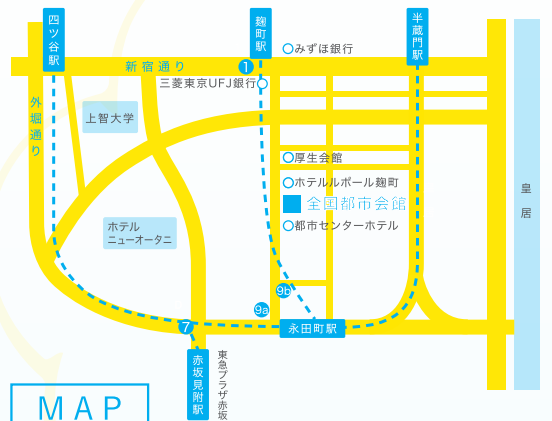 四ツ谷駅
麹町駅
半蔵門駅
みずほ銀行
新宿通り
1
三菱東京UFJ銀行
外堀通り
上智大学
厚生会館
ホテルルポール麹町
全国都市会館
都市センターホテル
皇居
ホテル
ニューオータニ
9b
9a
7
永田町駅
赤坂見附駅
東急プラザ赤坂
MAP